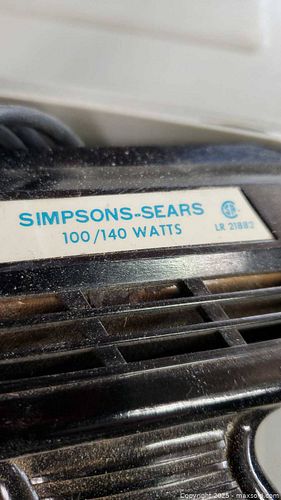 SIMPSONS-SEARS
100/140 WATTS
LR 21882
Copyright 2025 - maxsold.com